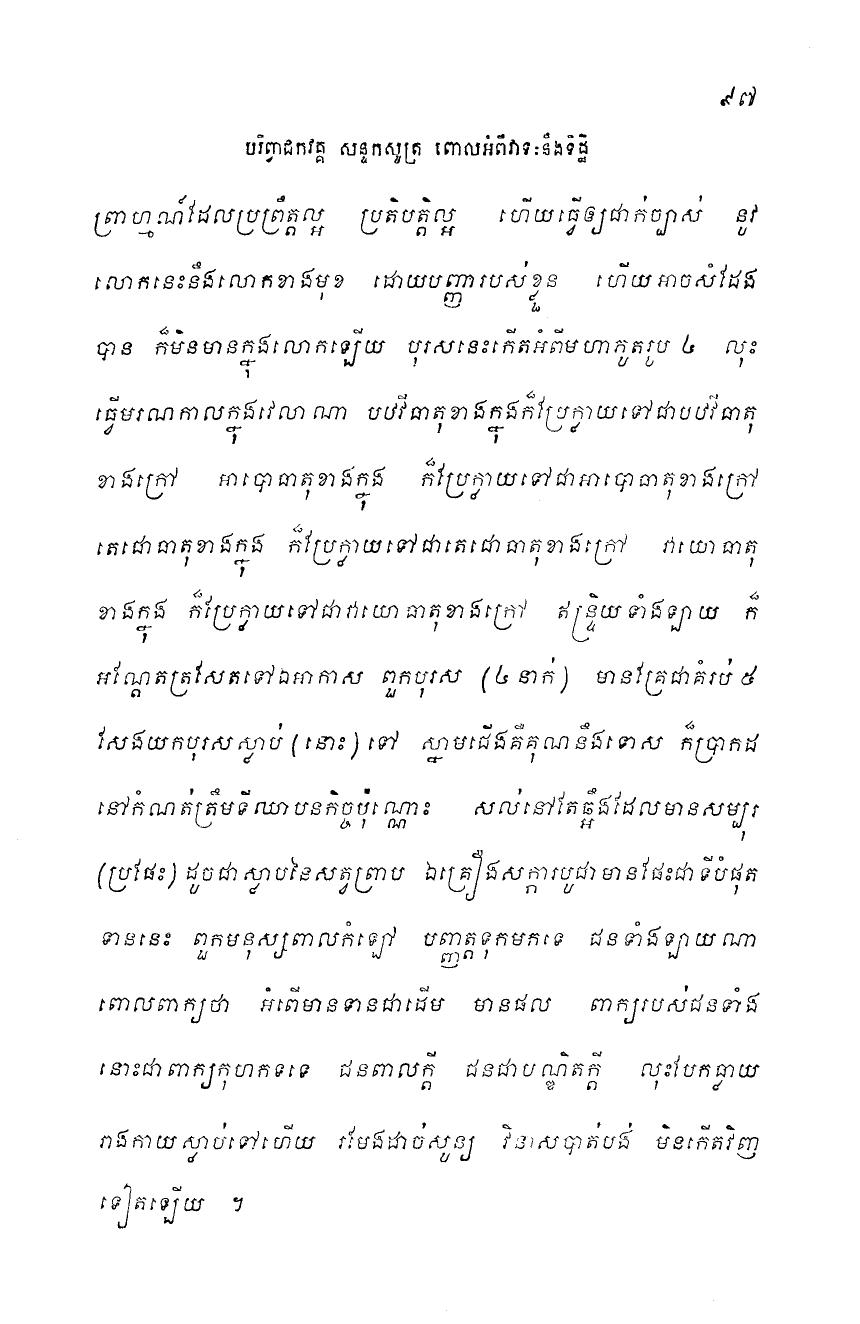 ៩៧
បរិព្វាជកវគ្គ សន្ទកសូត្រ ពោលអំពីវាទៈនឹងទិដ្ឋិ
ព្រាហ្មណ៍ដែលប្រព្រឹត្តល្អ ប្រតិបត្តិល្អ ហើយធ្វើឲ្យជាក់ច្បាស់ នូវ
លោកនេះនឹងលោកខាងមុខ ដោយបញ្ញារបស់ខ្លួន ហើយអាចសំដែង
បាន ក៏មិនមានក្នុងលោកឡើយ បុរសនេះកើតអំពីមហាភូតរូប ៤ លុះ
ធ្វើមរណកាលក្នុងវេលាណា បឋវីធាតុខាងក្នុងក៏ប្រែក្លាយទៅជាបឋវីធាតុ
ខាងក្រៅ អាបោធាតុខាងក្នុង ក៏ប្រែក្លាយទៅជាអាបោធាតុខាងក្រៅ
តេជោធាតុខាងក្នុង ក៏ប្រែក្លាយទៅជាតេជោធាតុខាងក្រៅ វាយោធាតុ
ខាងក្នុង ក៏ប្រែក្លាយទៅជាវាយោធាតុខាងក្រៅ ឥន្ទ្រិយទាំងឡាយ ក៏
អណ្តែតត្រសែតទៅឯអាកាស ពួកបុរស (៤ នាក់) មានគ្រែជាគំរប់ ៥
សែងយកបុរសស្លាប់ (នោះ) ទៅ ស្នាមជើងគឺគុណនឹងទោស ក៏ប្រាកដ
នៅកំណត់ត្រឹមទីឈាបនកិច្ចប៉ុណ្ណោះ សល់នៅតែឆ្អឹងដែលមានសម្បុរ
(ប្រផែះ) ដូចជាស្លាបនៃសត្វព្រាប ឯគ្រឿងសក្ការបូជាមានផែះជាទីបំផុត
ទាននេះ ពួកមនុស្សពាលកំឡៅ បញ្ញត្តទុកមកទេ ជនទាំងឡាយណា
ពោលពាក្យថា អំពើមានទានជាដើម មានផល ពាក្យរបស់ជនទាំង
នោះជាពាក្យកុហកទទេ ជនពាលក្តី ជនជាបណ្ឌិតក្តី លុះបែកធ្លាយ
រាងកាយស្លាប់ទៅហើយ រមែងដាច់សូន្យ វិនាសបាត់បង់ មិនកើតវិញ
ទៀតឡើយ ។